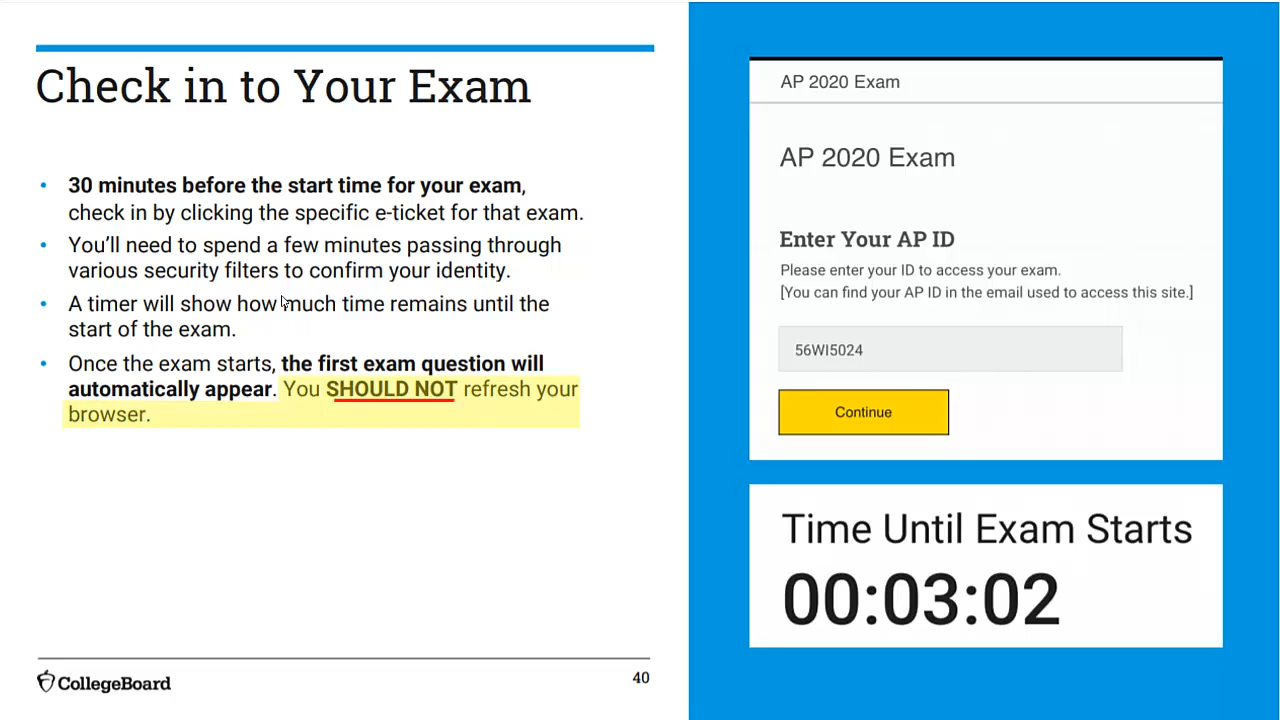 Check in to Your Exam
• 30 minutes before the start time for your exam,
check in by clicking the specific e-ticket for that exam.
• You’ll need to spend a few minutes passing through
various security filters to confirm your identity.
• A timer will show how much time remains until the
start of the exam.
• Once the exam starts, the first exam question will
automatically appear. You SHOULD NOT refresh your
browser.
CollegeBoard
40
AP 2020 Exam
AP 2020 Exam
Enter Your AP ID
Please enter your ID to access your exam.
[You can find your AP ID in the email used to access this site.]
56WI5024
Continue
Time Until Exam Starts
00:03:02